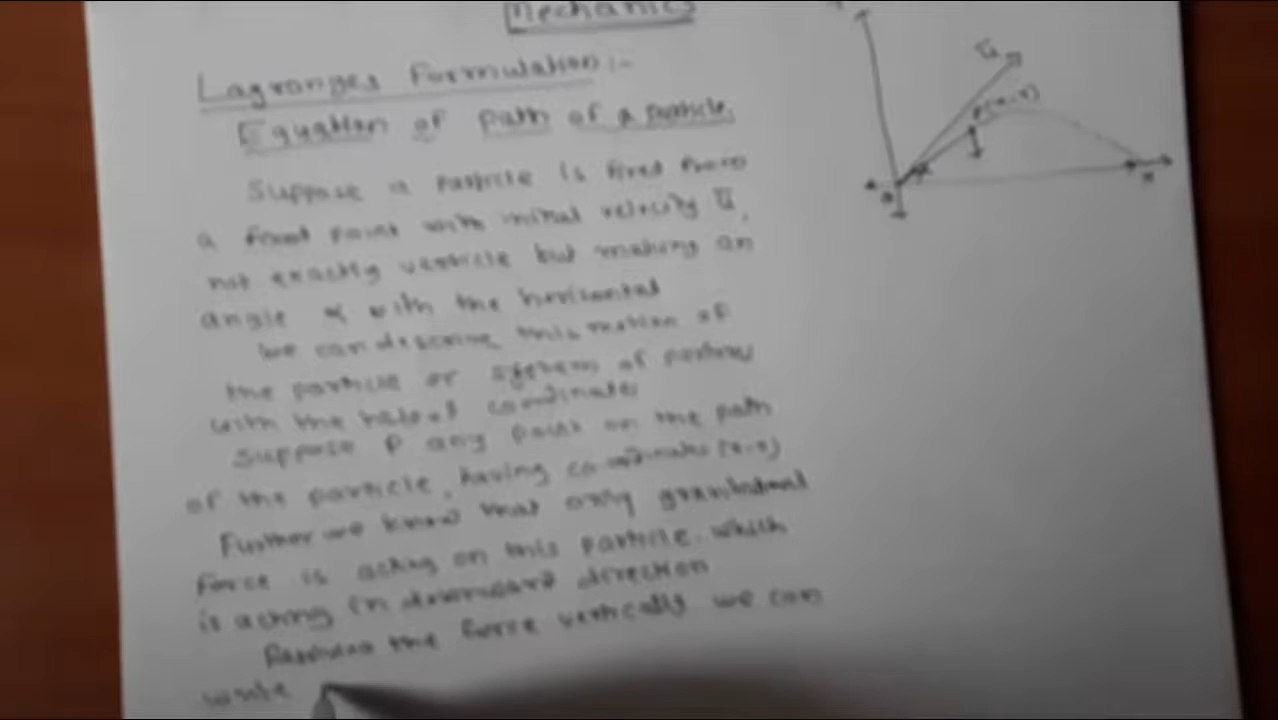 Mechanics
Lagranges Formulation :-
Equation of path of a particle.
Suppose a particle is fired from
a fixed point with initial velocity ū,
not exactly verticle but making an
angle α with the horizontal
we can describe this motion of
the particle or system of particles
with the help of coordinate
Suppose P any point on the path
of the particle, having co-ordinates (x,y)
Further we know that only gravitational
force is acting on this particle. which
is acting in downward direction
Resolving the force vertically we can
write
ū
P(x,y)
α
O
x